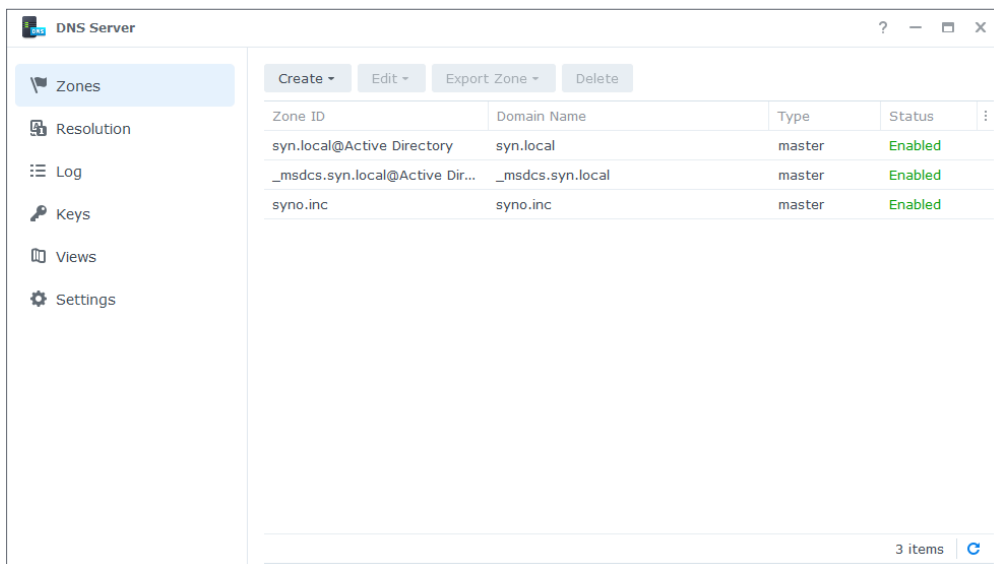 DNS Server
Zones
Resolution
Log
Keys
Views
Settings
Create Edit Export Zone Delete
Zone ID Domain Name Type Status
syn.local@Active Directory syn.local master Enabled
_msdcs.syn.local@Active Dir... _msdcs.syn.local master Enabled
syno.inc syno.inc master Enabled
3 items